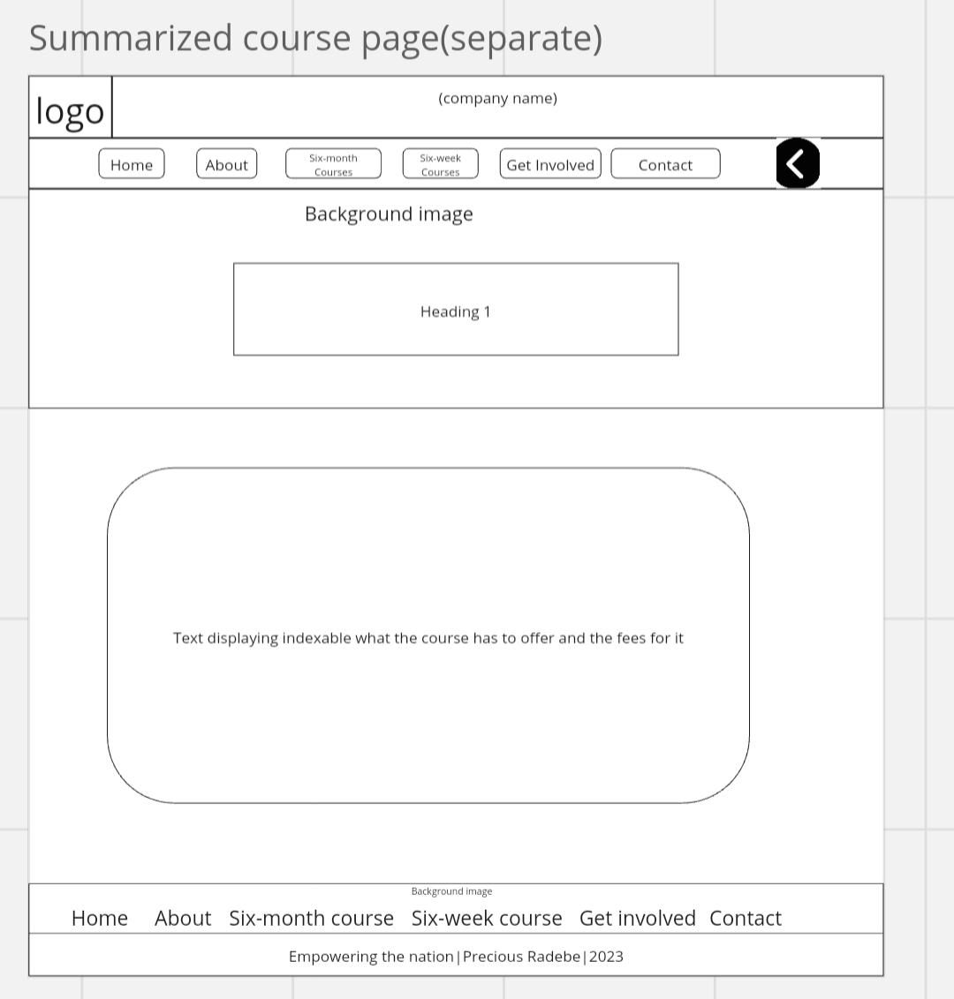 Summarized course page(separate)
logo
(company name)
Home
About
Six-month
Courses
Six-week
Courses
Get Involved
Contact
Background image
Heading 1
Text displaying indexable what the course has to offer and the fees for it
Background image
Home About Six-month course Six-week course Get involved Contact
Empowering the nation|Precious Radebe|2023